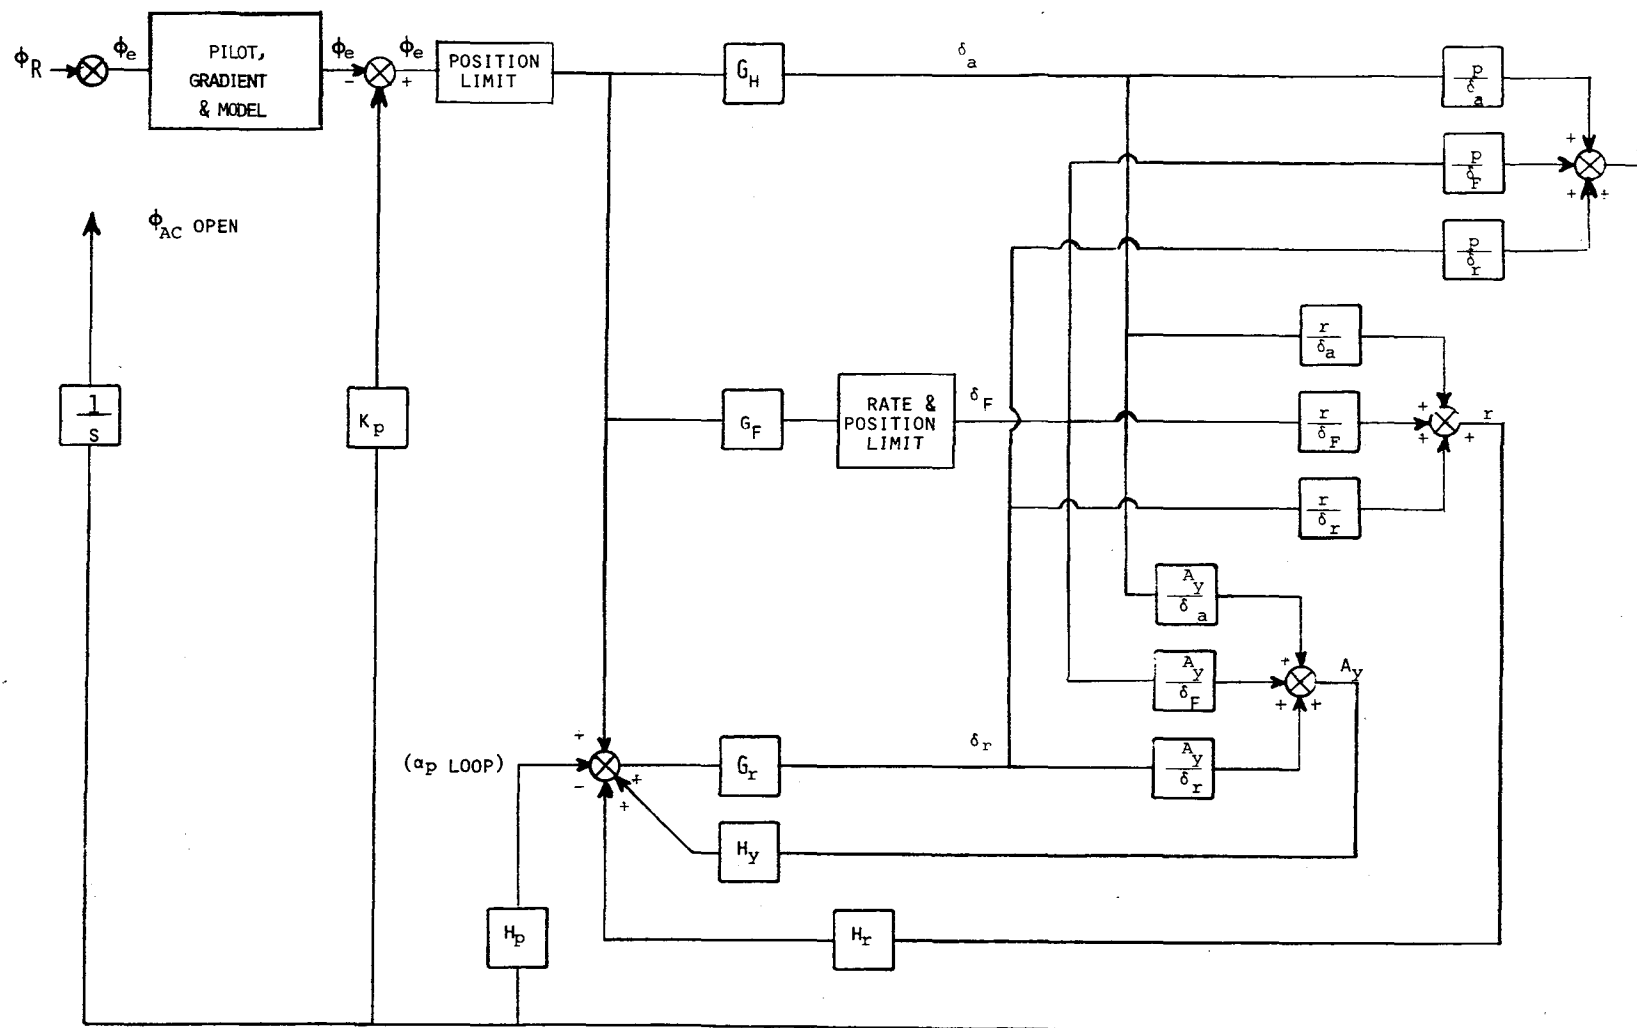 ϕR
ϕe
PILOT,
GRADIENT
& MODEL
ϕe
-
ϕe
+
POSITION
LIMIT
GH
δa
p
δa
+
p
δF
+ +
p
δr
ϕAC OPEN
1
S
Kp
GF
RATE &
POSITION
LIMIT
δF
r
δa
+
r
δF
+ +
r
r
δr
Ay
δa
+
Ay
δF
+ +
Ay
Ay
δr
(αp LOOP)
+
-
+
+
Gr
δr
Hy
Hp
Hr